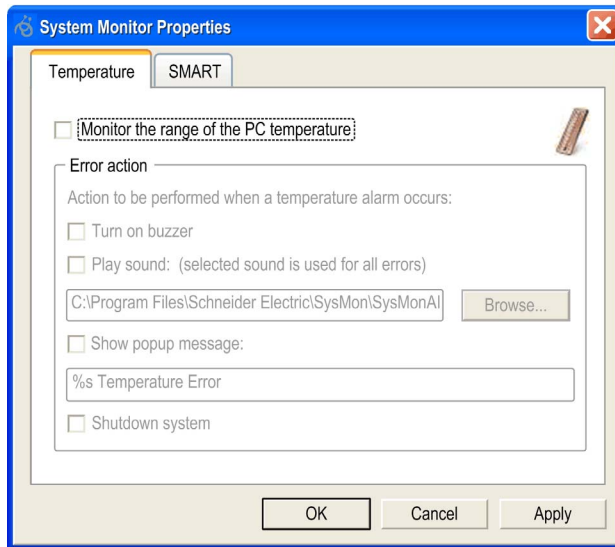 System Monitor Properties
Temperature
SMART
Monitor the range of the PC temperature
Error action
Action to be performed when a temperature alarm occurs:
Turn on buzzer
Play sound: (selected sound is used for all errors)
C:\Program Files\Schneider Electric\SysMon\SysMonAl
Browse...
Show popup message:
%s Temperature Error
Shutdown system
OK
Cancel
Apply